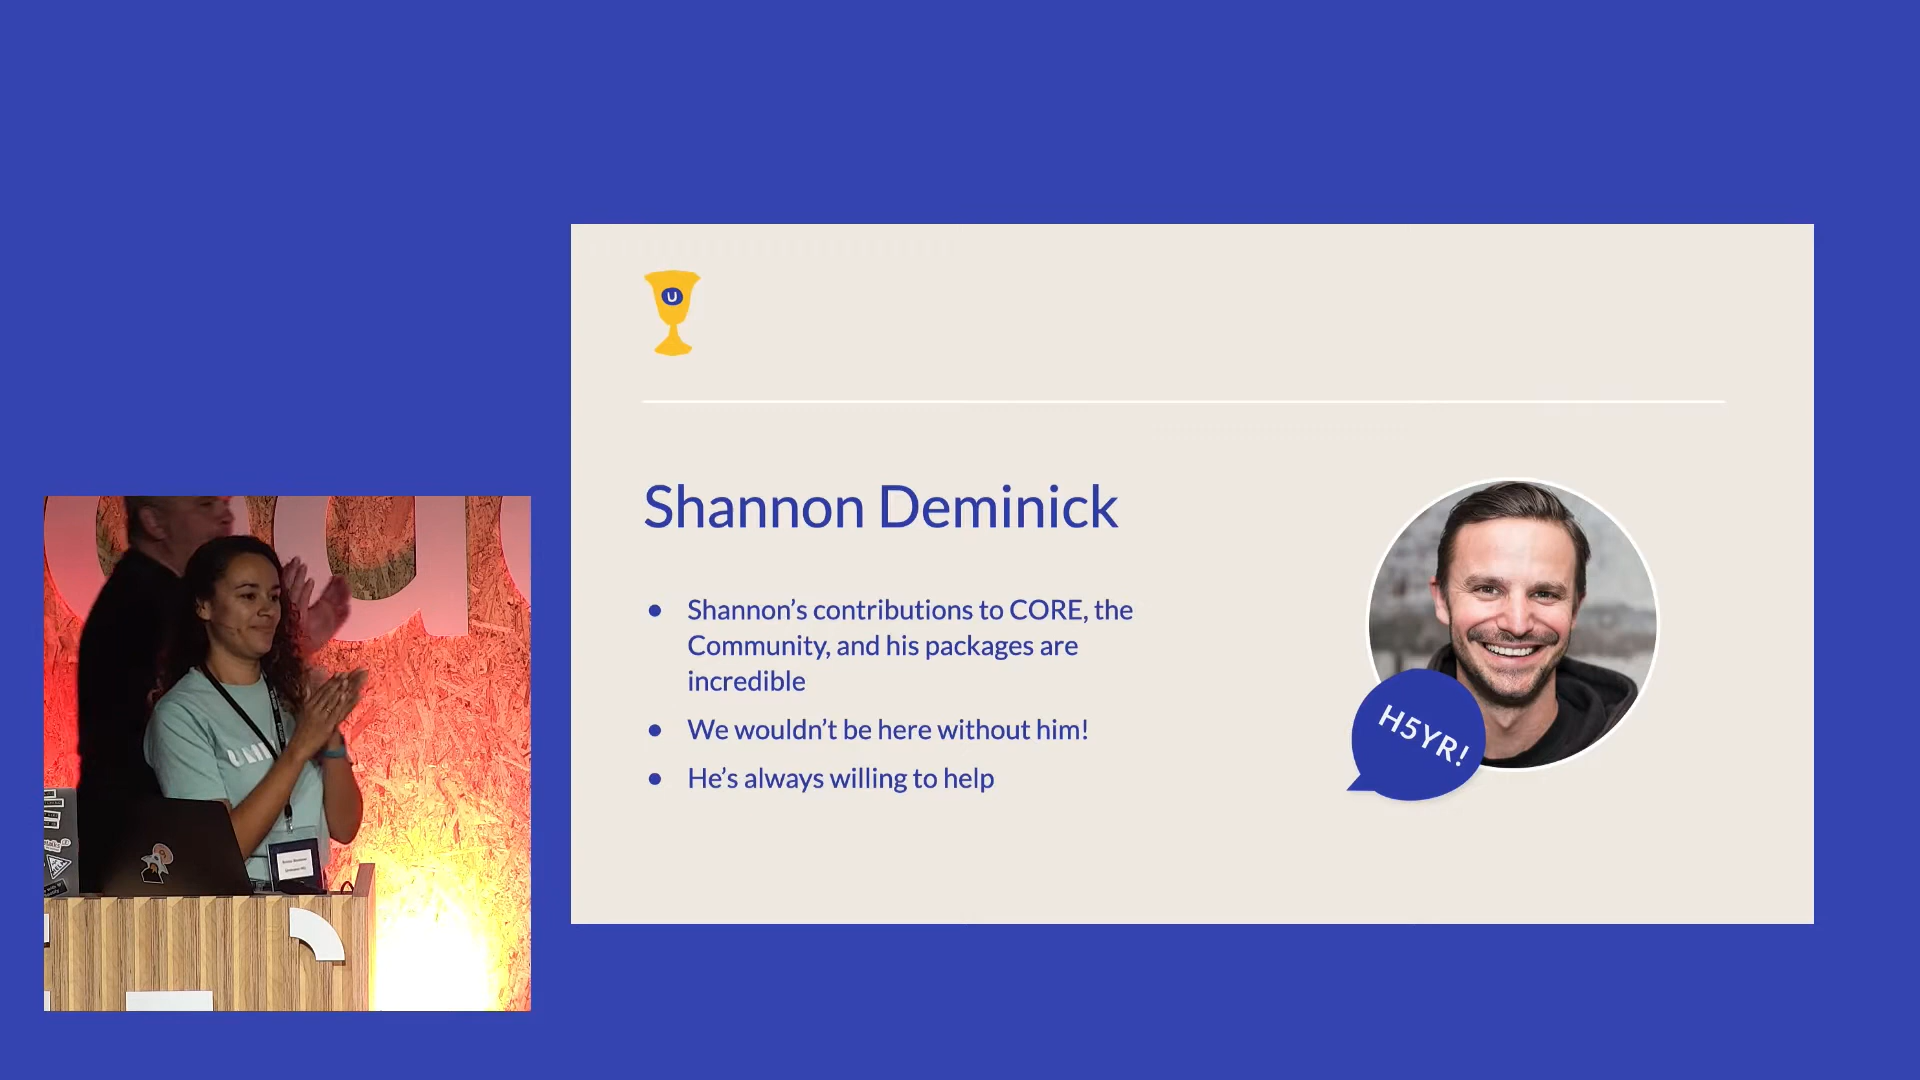 U
Shannon Deminick
Shannon's contributions to CORE, the
Community, and his packages are
incredible
We wouldn't be here without him!
He's always willing to help
H5YR!